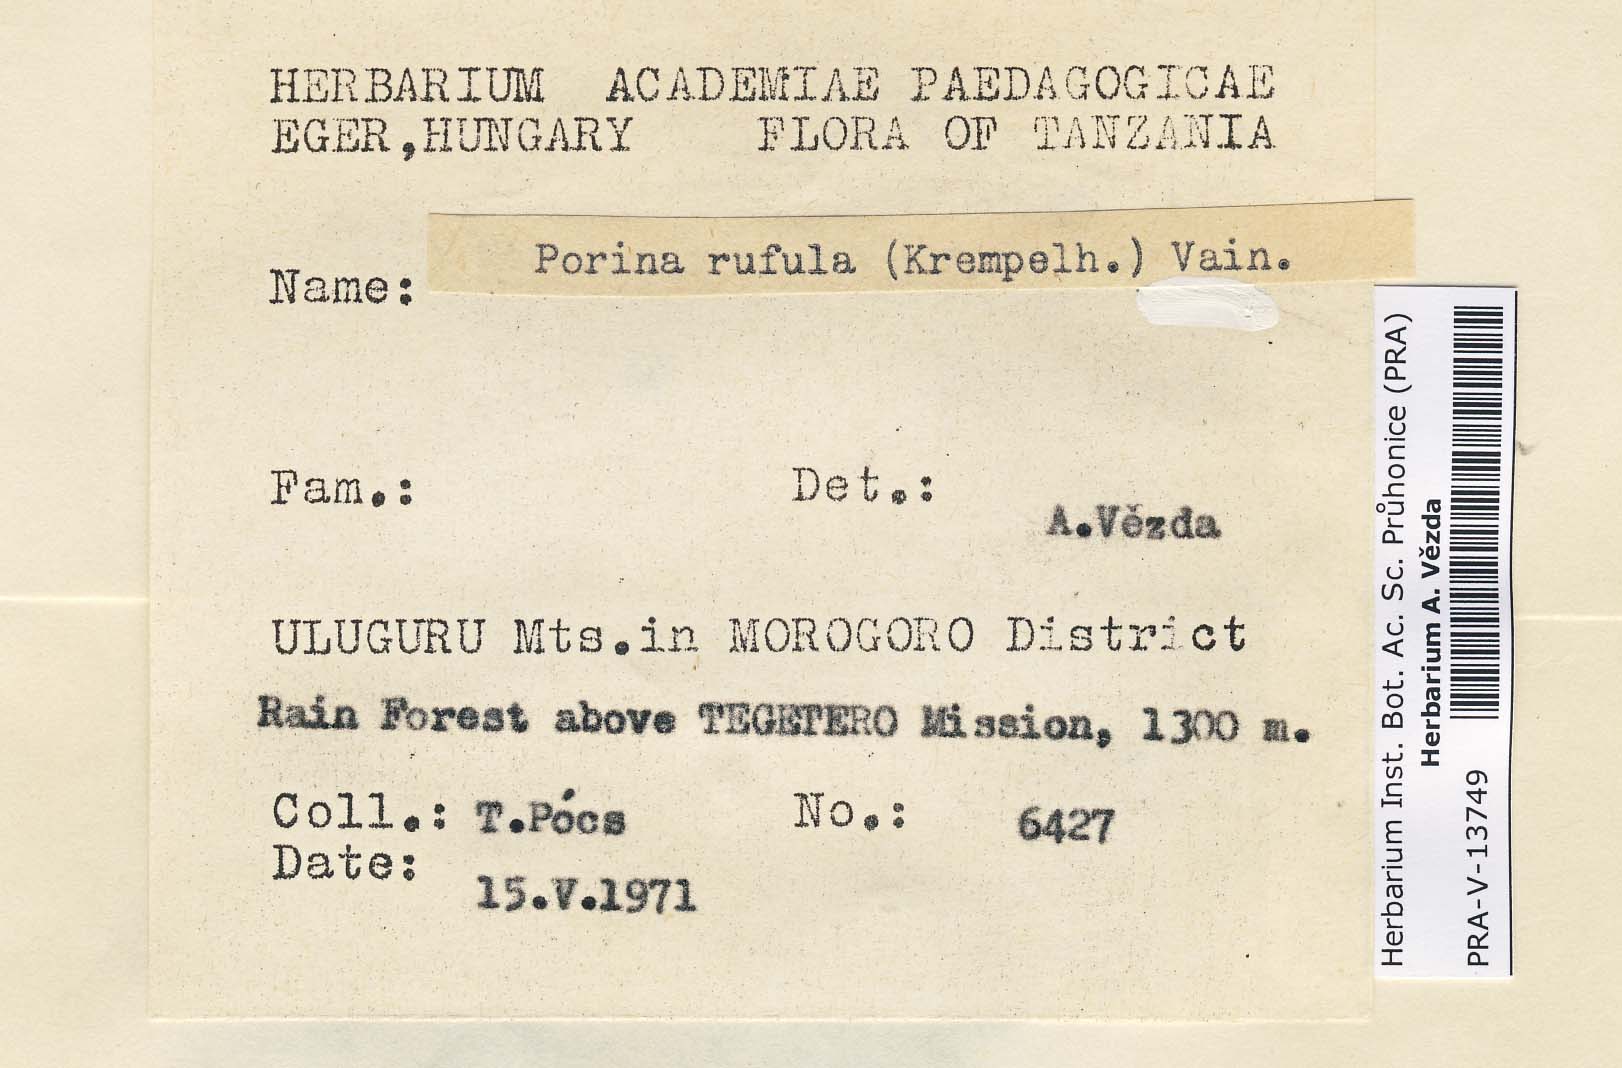 HERBARIUM ACADEMIAE PAEDAGOGICAE
EGER,HUNGARY FLORA OF TANZANIA
Name: Porina rufula (Krempelh.) Vain.
Fam.: Det.: A.Vězda
ULUGURU Mts.in MOROGORO District
Rain Forest above TEGETERO Mission, 1300 m.
Coll.: T.Pócs No.: 6427
Date: 15.V.1971
Herbarium Inst. Bot. Ac. Sc. Průhonice (PRA)
Herbarium A. Vězda
PRA-V-13749